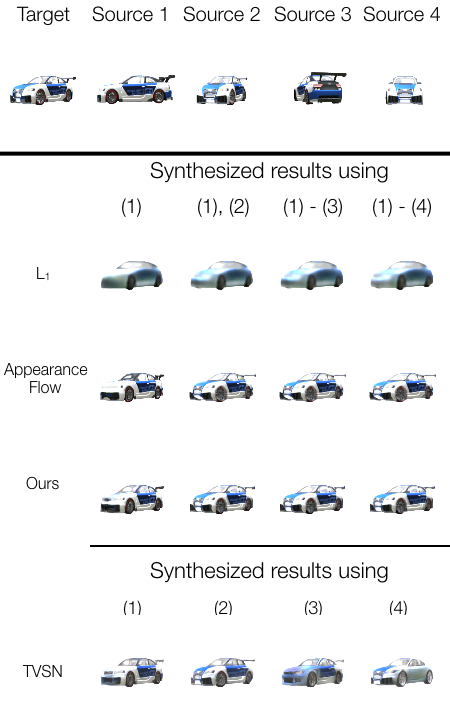 Target Source 1 Source 2 Source 3 Source 4
Synthesized results using
(1) (1), (2) (1) - (3) (1) - (4)
L₁
Appearance
Flow
Ours
Synthesized results using
(1) (2) (3) (4)
TVSN